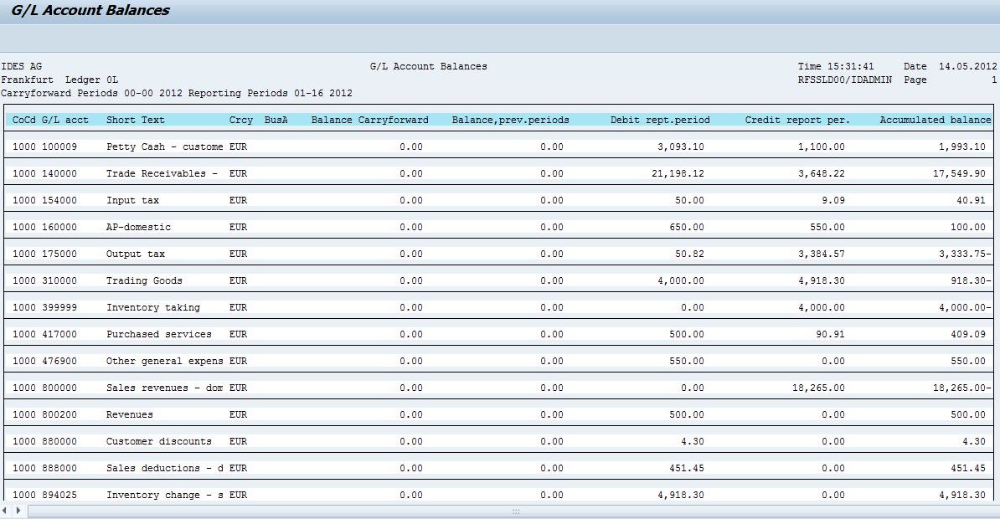 G/L Account Balances
IDES AG G/L Account Balances Time 15:31:41 Date 14.05.2012
Frankfurt Ledger 0L RFSSLD00/IDADMIN Page 1
Carryforward Periods 00-00 2012 Reporting Periods 01-16 2012
CoCd G/L acct Short Text Crcy BusA Balance Carryforward Balance,prev.periods Debit rept.period Credit report per. Accumulated balance
1000 100009 Petty Cash - custome EUR 0.00 0.00 3,093.10 1,100.00 1,993.10
1000 140000 Trade Receivables - EUR 0.00 0.00 21,198.12 3,648.22 17,549.90
1000 154000 Input tax EUR 0.00 0.00 50.00 9.09 40.91
1000 160000 AP-domestic EUR 0.00 0.00 650.00 550.00 100.00
1000 175000 Output tax EUR 0.00 0.00 50.82 3,384.57 3,333.75-
1000 310000 Trading Goods EUR 0.00 0.00 4,000.00 4,918.30 918.30-
1000 399999 Inventory taking EUR 0.00 0.00 0.00 4,000.00 4,000.00-
1000 417000 Purchased services EUR 0.00 0.00 500.00 90.91 409.09
1000 476900 Other general expens EUR 0.00 0.00 550.00 0.00 550.00
1000 800000 Sales revenues - dom EUR 0.00 0.00 0.00 18,265.00 18,265.00-
1000 800200 Revenues EUR 0.00 0.00 500.00 0.00 500.00
1000 880000 Customer discounts EUR 0.00 0.00 4.30 0.00 4.30
1000 888000 Sales deductions - d EUR 0.00 0.00 451.45 0.00 451.45
1000 894025 Inventory change - s EUR 0.00 0.00 4,918.30 0.00 4,918.30